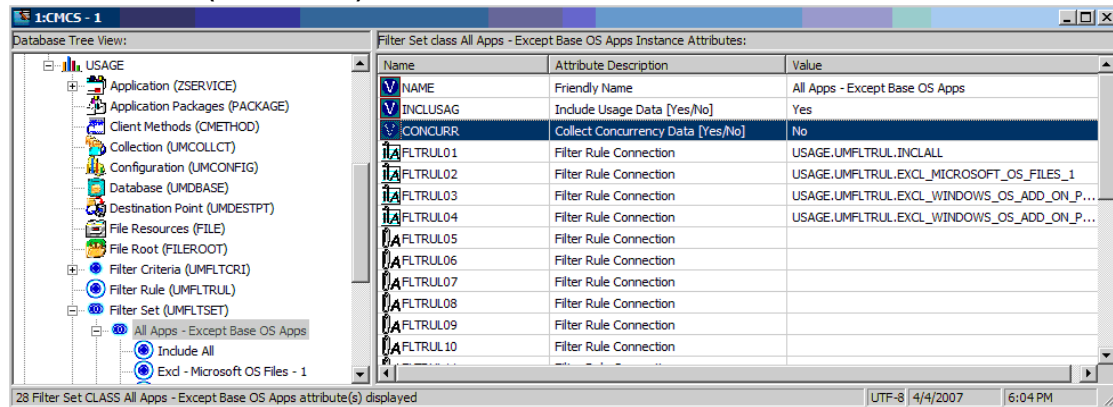 1:CMCS - 1
Database Tree View:
Filter Set class All Apps - Except Base OS Apps Instance Attributes:
USAGE
Application (ZSERVICE)
Application Packages (PACKAGE)
Client Methods (CMETHOD)
Collection (UMCOLLCT)
Configuration (UMCONFIG)
Database (UMDBASE)
Destination Point (UMDESTPT)
File Resources (FILE)
File Root (FILEROOT)
Filter Criteria (UMFLTCRI)
Filter Rule (UMFLTRUL)
Filter Set (UMFLTSET)
All Apps - Except Base OS Apps
Include All
Excl - Microsoft OS Files - 1
Name Attribute Description Value
NAME Friendly Name All Apps - Except Base OS Apps
INCLUSAG Include Usage Data [Yes/No] Yes
CONCURR Collect Concurrency Data [Yes/No] No
FLTRUL01 Filter Rule Connection USAGE.UMFLTRUL.INCLALL
FLTRUL02 Filter Rule Connection USAGE.UMFLTRUL.EXCL_MICROSOFT_OS_FILES_1
FLTRUL03 Filter Rule Connection USAGE.UMFLTRUL.EXCL_WINDOWS_OS_ADD_ON_P...
FLTRUL04 Filter Rule Connection USAGE.UMFLTRUL.EXCL_WINDOWS_OS_ADD_ON_P...
FLTRUL05 Filter Rule Connection
FLTRUL06 Filter Rule Connection
FLTRUL07 Filter Rule Connection
FLTRUL08 Filter Rule Connection
FLTRUL09 Filter Rule Connection
FLTRUL10 Filter Rule Connection
28 Filter Set CLASS All Apps - Except Base OS Apps attribute(s) displayed
UTF-8 4/4/2007 6:04 PM